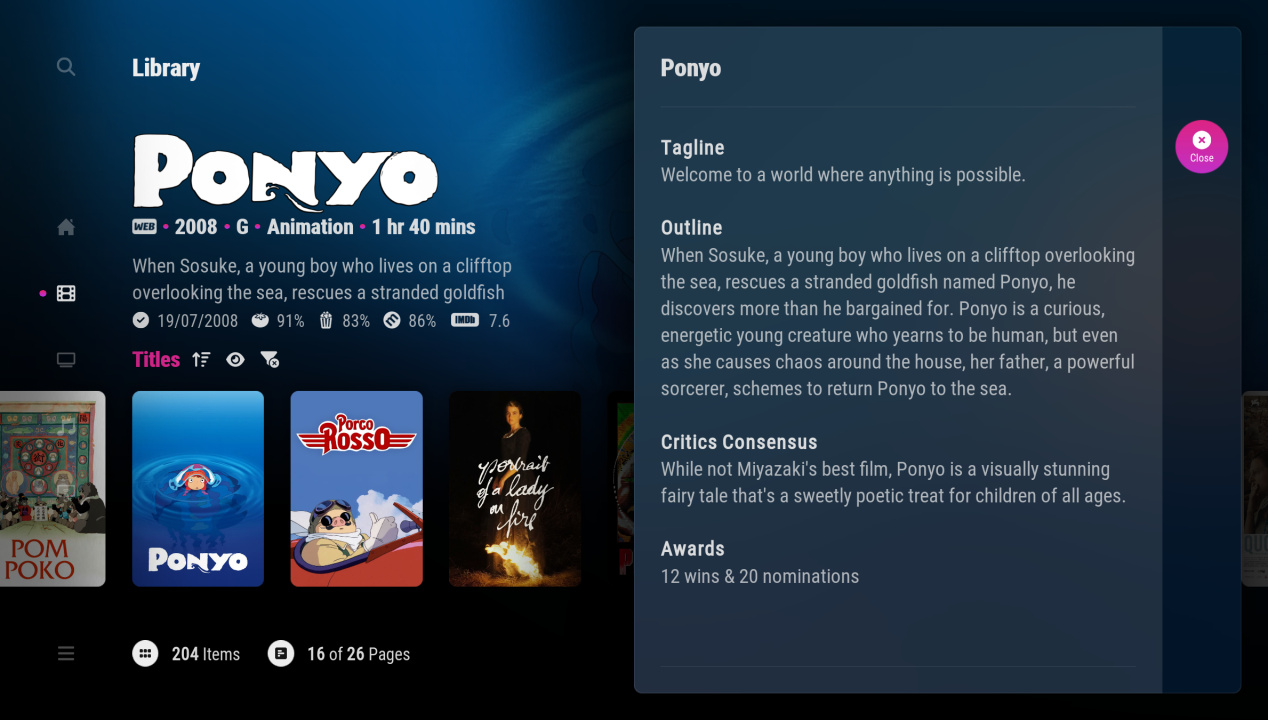 Library
PONYO
WEB • 2008 • G • Animation • 1 hr 40 mins
When Sosuke, a young boy who lives on a clifftop
overlooking the sea, rescues a stranded goldfish
19/07/2008 91% 83% 86% IMDb 7.6
Titles
POM
POKO
PONYO
PORCO
ROSSO
portrait
of a lady
on
fire
204 Items 16 of 26 Pages
Ponyo
Close
Tagline
Welcome to a world where anything is possible.
Outline
When Sosuke, a young boy who lives on a clifftop overlooking
the sea, rescues a stranded goldfish named Ponyo, he
discovers more than he bargained for. Ponyo is a curious,
energetic young creature who yearns to be human, but even
as she causes chaos around the house, her father, a powerful
sorcerer, schemes to return Ponyo to the sea.
Critics Consensus
While not Miyazaki's best film, Ponyo is a visually stunning
fairy tale that's a sweetly poetic treat for children of all ages.
Awards
12 wins & 20 nominations